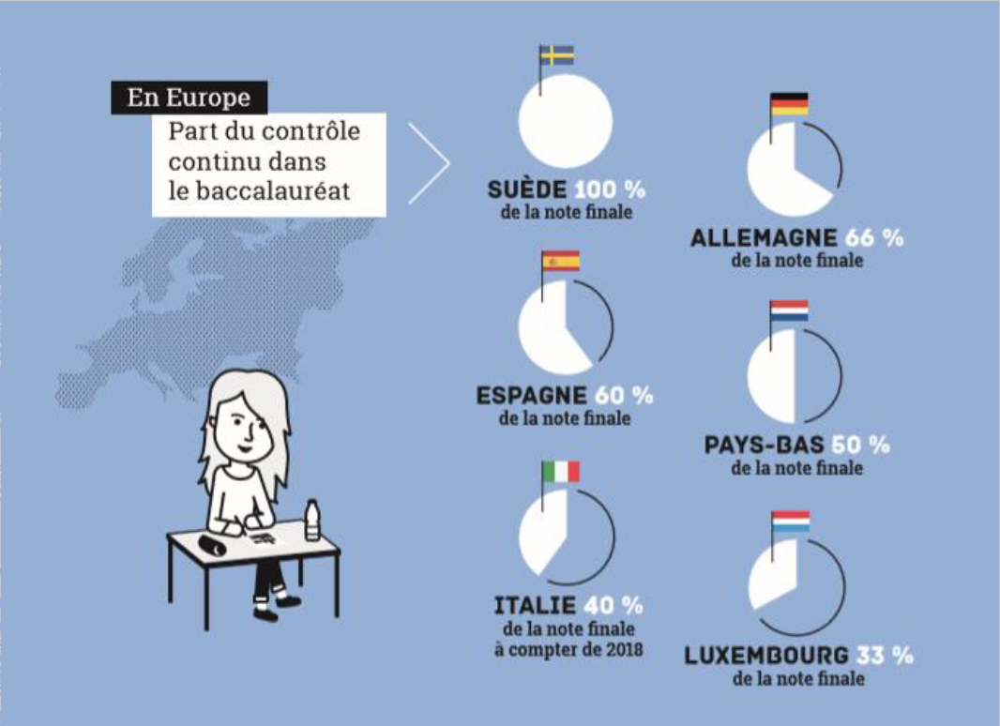 En Europe
Part du contrôle
continu dans
le baccalauréat
SUÈDE 100 %
de la note finale
ALLEMAGNE 66 %
de la note finale
ESPAGNE 60 %
de la note finale
PAYS-BAS 50 %
de la note finale
ITALIE 40 %
de la note finale
à compter de 2018
LUXEMBOURG 33 %
de la note finale